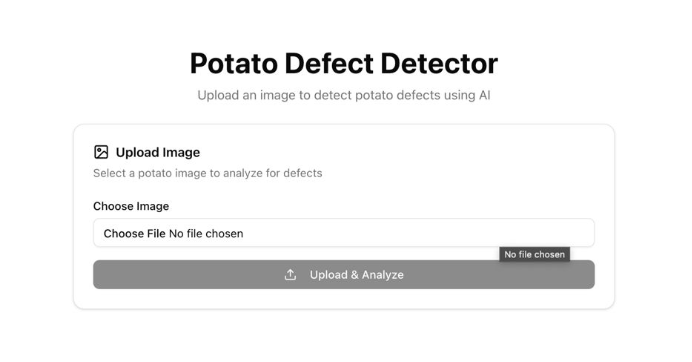 Potato Defect Detector
Upload an image to detect potato defects using AI
Upload Image
Select a potato image to analyze for defects
Choose Image
Choose File No file chosen
No file chosen
Upload & Analyze